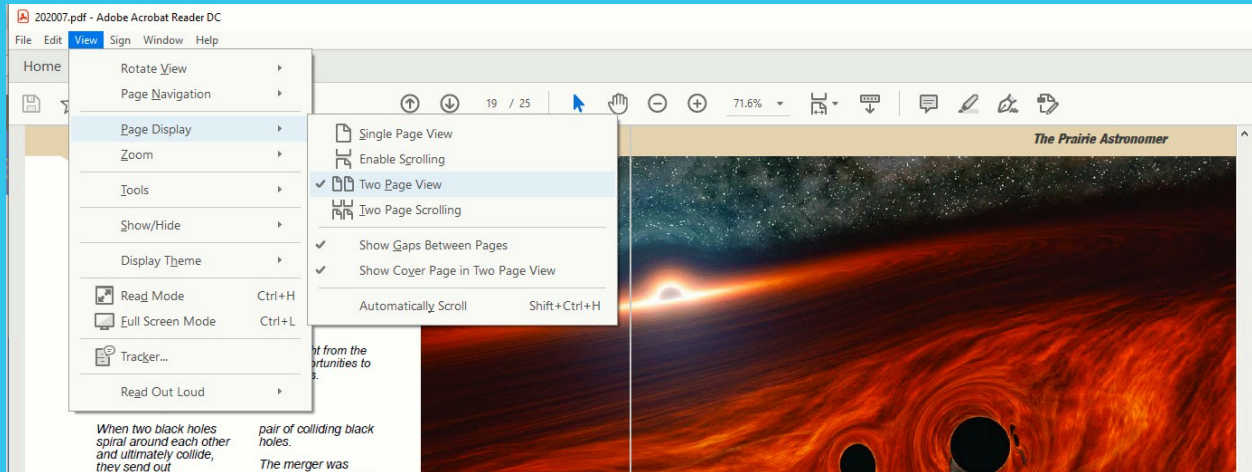 202007.pdf - Adobe Acrobat Reader DC
File Edit View Sign Window Help
Home
19 / 25
71.6%
Rotate View
Page Navigation
Page Display
Zoom
Tools
Show/Hide
Display Theme
Read Mode Ctrl+H
Full Screen Mode Ctrl+L
Tracker...
Read Out Loud
Single Page View
Enable Scrolling
Two Page View
Two Page Scrolling
Show Gaps Between Pages
Show Cover Page in Two Page View
Automatically Scroll Shift+Ctrl+H
The Prairie Astronomer
from the
to
When two black holes
spiral around each other
and ultimately collide,
they send out
pair of colliding black
holes.
The merger was